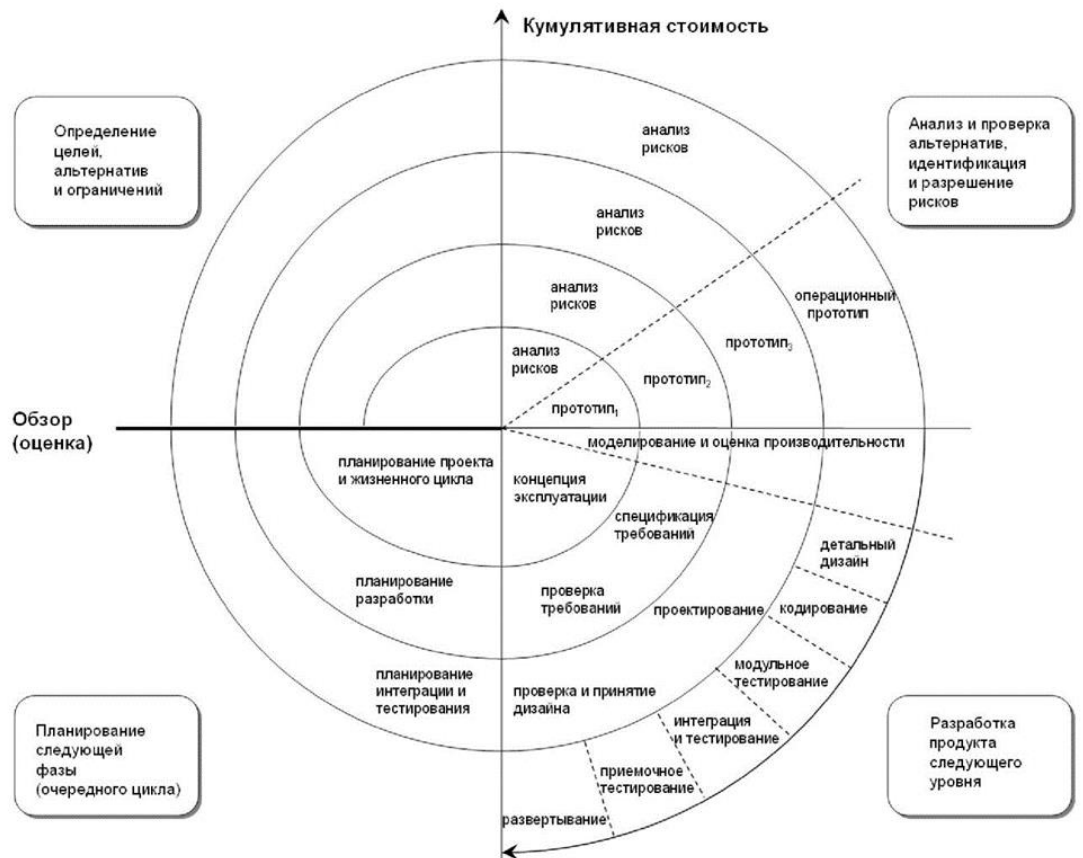 Кумулятивная стоимость
Определение
целей,
альтернатив
и ограничений
Анализ и проверка
альтернатив,
идентификация
и разрешение
рисков
анализ
рисков
анализ
рисков
анализ
рисков
анализ
рисков
операционный
прототип
прототип3
прототип2
прототип1
Обзор
(оценка)
моделирование и оценка производительности
планирование проекта
и жизненного цикла
концепция
эксплуатации
спецификация
требований
детальный
дизайн
планирование
разработки
проверка
требований
проектирование
кодирование
модульное
тестирование
планирование
интеграции и
тестирования
проверка и принятие
дизайна
интеграция
и тестирование
приемочное
тестирование
развертывание
Планирование
следующей
фазы
(очередного цикла)
Разработка
продукта
следующего
уровня